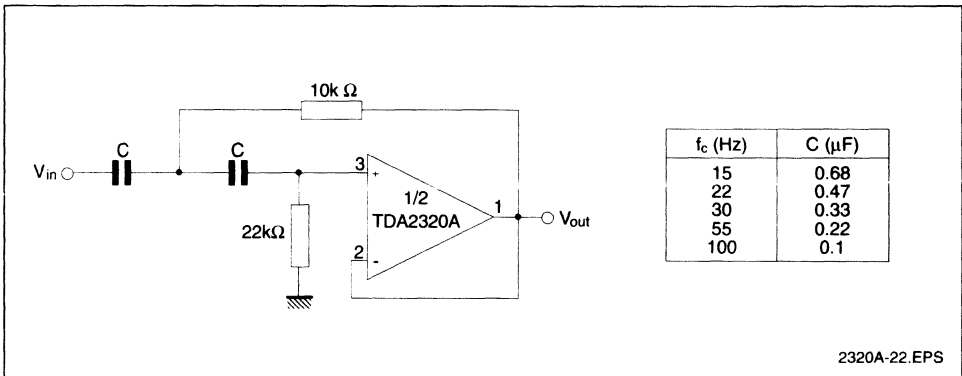 10k Ω
C
C
Vin
3
+
1/2
TDA2320A
1
Vout
22kΩ
2
-
fc (Hz) C (μF)
15 0.68
22 0.47
30 0.33
55 0.22
100 0.1
2320A-22.EPS